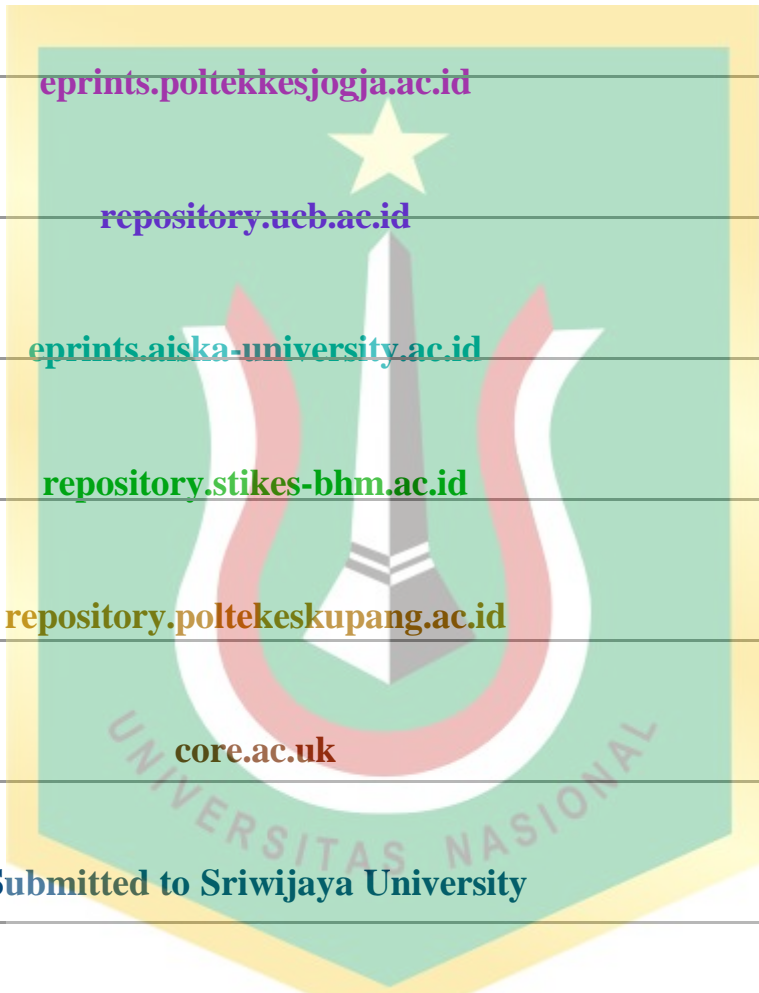 eprints.poltekkesjogja.ac.id
repository.ucb.ac.id
eprints.aiska-university.ac.id
repository.stikes-bhm.ac.id
repository.poltekeskupang.ac.id
core.ac.uk
Submitted to Sriwijaya University
UNIVERSITAS NASIONAL